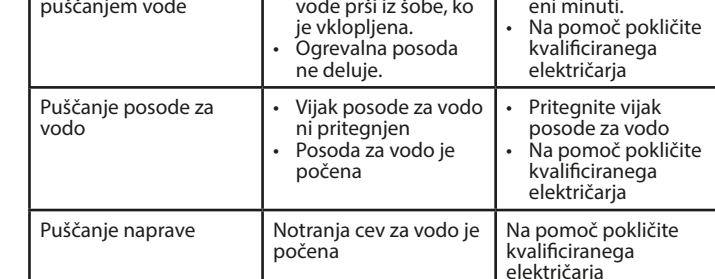 puščanjem vode
vode prši iz šobe, ko
je vklopljena.
• Ogrevalna posoda
ne deluje.
eni minuti.
• Na pomoč pokličite
kvalificiranega
električarja
Puščanje posode za
vodo
• Vijak posode za vodo
ni pritegnjen
• Posoda za vodo je
počena
• Pritegnite vijak
posode za vodo
• Na pomoč pokličite
kvalificiranega
električarja
Puščanje naprave
Notranja cev za vodo je
počena
Na pomoč pokličite
kvalificiranega
električarja